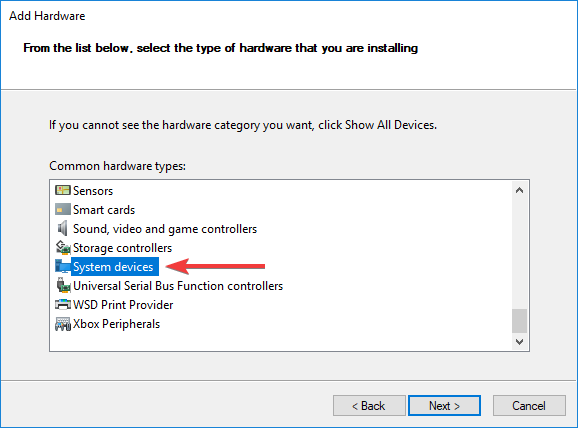 Add Hardware
From the list below, select the type of hardware that you are installing
If you cannot see the hardware category you want, click Show All Devices.
Common hardware types:
Sensors
Smart cards
Sound, video and game controllers
Storage controllers
System devices
Universal Serial Bus Function controllers
WSD Print Provider
Xbox Peripherals
< Back Next > Cancel